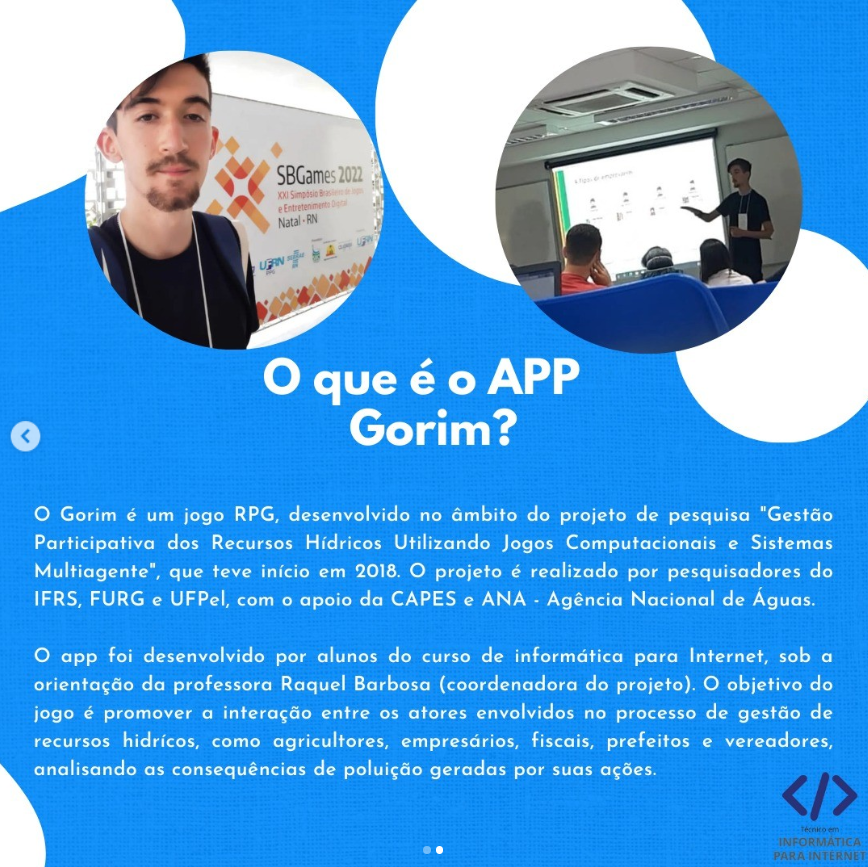 SBGames 2022
XXI Simpósio Brasileiro de Jogos
e Entretenimento Digital
Natal - RN
UFRN
O que é o APP
Gorim?
O Gorim é um jogo RPG, desenvolvido no âmbito do projeto de pesquisa "Gestão
Participativa dos Recursos Hídricos Utilizando Jogos Computacionais e Sistemas
Multiagente", que teve início em 2018. O projeto é realizado por pesquisadores do
IFRS, FURG e UFPel, com o apoio da CAPES e ANA - Agência Nacional de Águas.
O app foi desenvolvido por alunos do curso de informática para Internet, sob a
orientação da professora Raquel Barbosa (coordenadora do projeto). O objetivo do
jogo é promover a interação entre os atores envolvidos no processo de gestão de
recursos hidrícos, como agricultores, empresários, fiscais, prefeitos e vereadores,
analisando as consequências de poluição geradas por suas ações.
Técnico em
INFORMÁTICA
PARA INTERNET